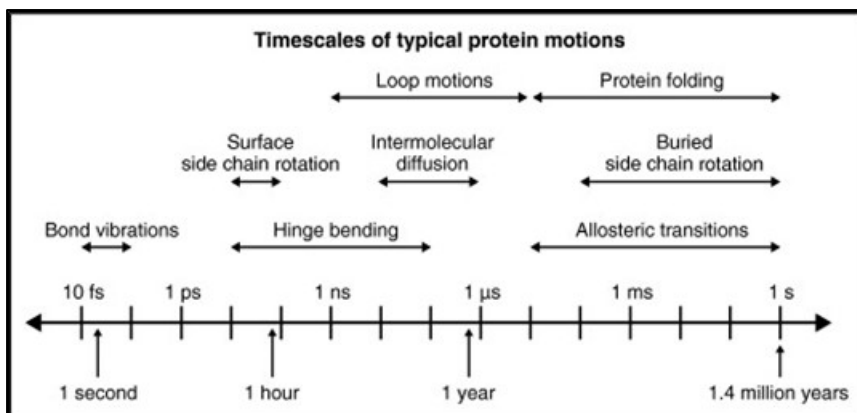 Timescales of typical protein motions
Loop motions
Protein folding
Surface
side chain rotation
Intermolecular
diffusion
Buried
side chain rotation
Bond vibrations
Hinge bending
Allosteric transitions
10 fs
1 ps
1 ns
1 μs
1 ms
1 s
1 second
1 hour
1 year
1.4 million years